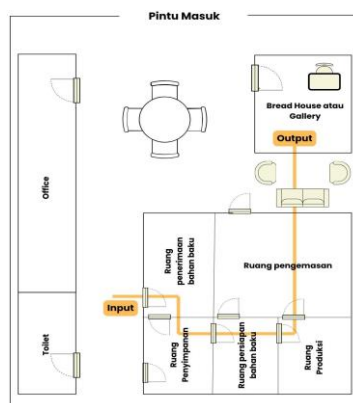 Pintu Masuk
Bread House atau
Gallery
Output
Office
Ruang
penerimaan
bahan baku
Ruang pengemasan
Input
Toilet
Ruang
Penyimpanan
Ruang persiapan
bahan baku
Ruang
Produksi